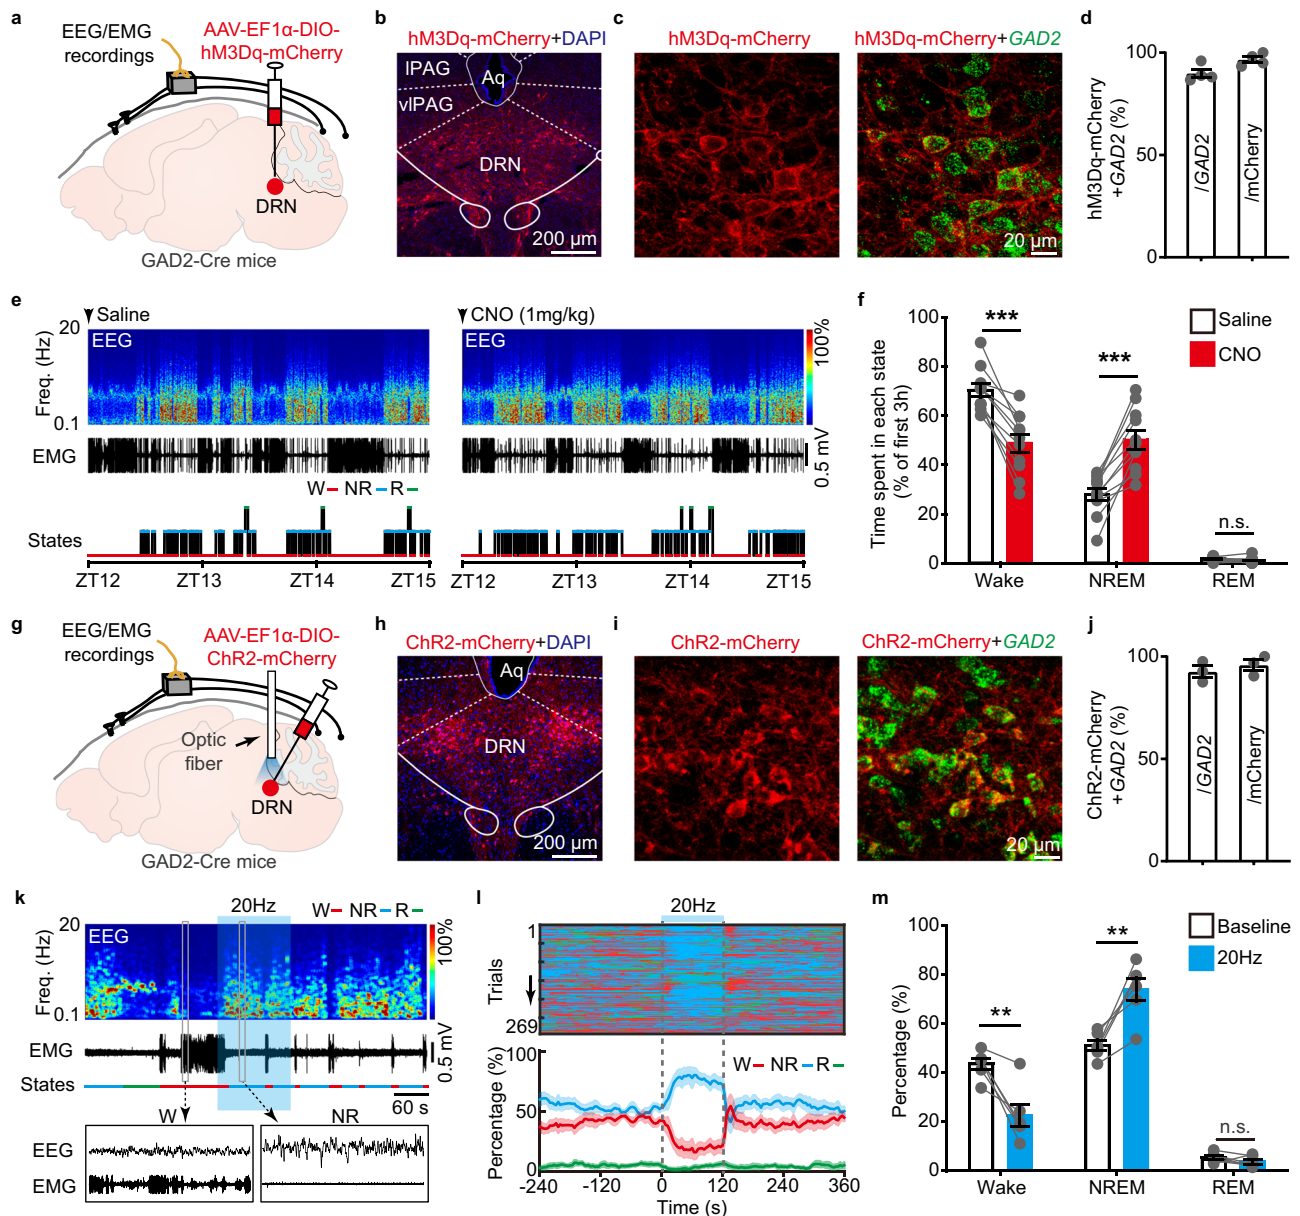 a
EEG/EMG
recordings
AAV-EF1α-DIO-
hM3Dq-mCherry
DRN
GAD2-Cre mice
b
hM3Dq-mCherry+DAPI
lPAG
Aq
vlPAG
DRN
200 µm
c
hM3Dq-mCherry
hM3Dq-mCherry+GAD2
20 µm
d
hM3Dq-mCherry
+GAD2 (%)
100
50
0
/GAD2
/mCherry
e
Saline
CNO (1mg/kg)
20
Freq. (Hz)
0.1
EEG
EEG
100%
EMG
0.5 mV
W NR R
States
ZT12 ZT13 ZT14 ZT15
ZT12 ZT13 ZT14 ZT15
f
Time spent in each state
(% of first 3h)
100
80
60
40
20
0
***
***
n.s.
Saline
CNO
Wake NREM REM
g
EEG/EMG
recordings
AAV-EF1α-DIO-
ChR2-mCherry
Optic
fiber
DRN
GAD2-Cre mice
h
ChR2-mCherry+DAPI
Aq
DRN
200 µm
i
ChR2-mCherry
ChR2-mCherry+GAD2
20 µm
j
ChR2-mCherry
+GAD2 (%)
100
50
0
/GAD2
/mCherry
k
20Hz
W NR R
20
Freq. (Hz)
0.1
EEG
100%
EMG
0.5 mV
States
60 s
W
NR
EEG
EMG
l
20Hz
1
Trials
269
W NR R
100
50
0
Percentage (%)
-240 -120 0 120 240 360
Time (s)
m
Percentage (%)
100
80
60
40
20
0
**
**
n.s.
Baseline
20Hz
Wake NREM REM